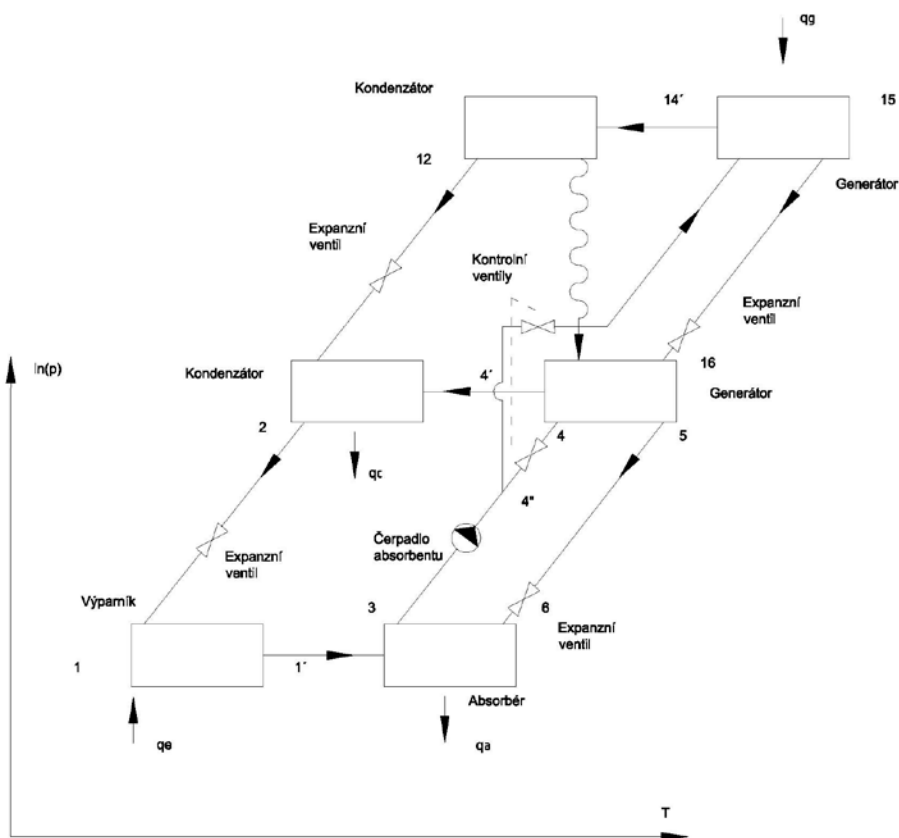 qg
Kondenzátor
14´
15
12
Generátor
Expanzní
ventil
Kontrolní
ventily
Expanzní
ventil
ln(p)
Kondenzátor
4´
16
Generátor
2
4
5
qc
4"
Čerpadlo
absorbentu
Expanzní
ventil
Výparník
3
6
Expanzní
ventil
1
1´
Absorbér
qe
qa
T